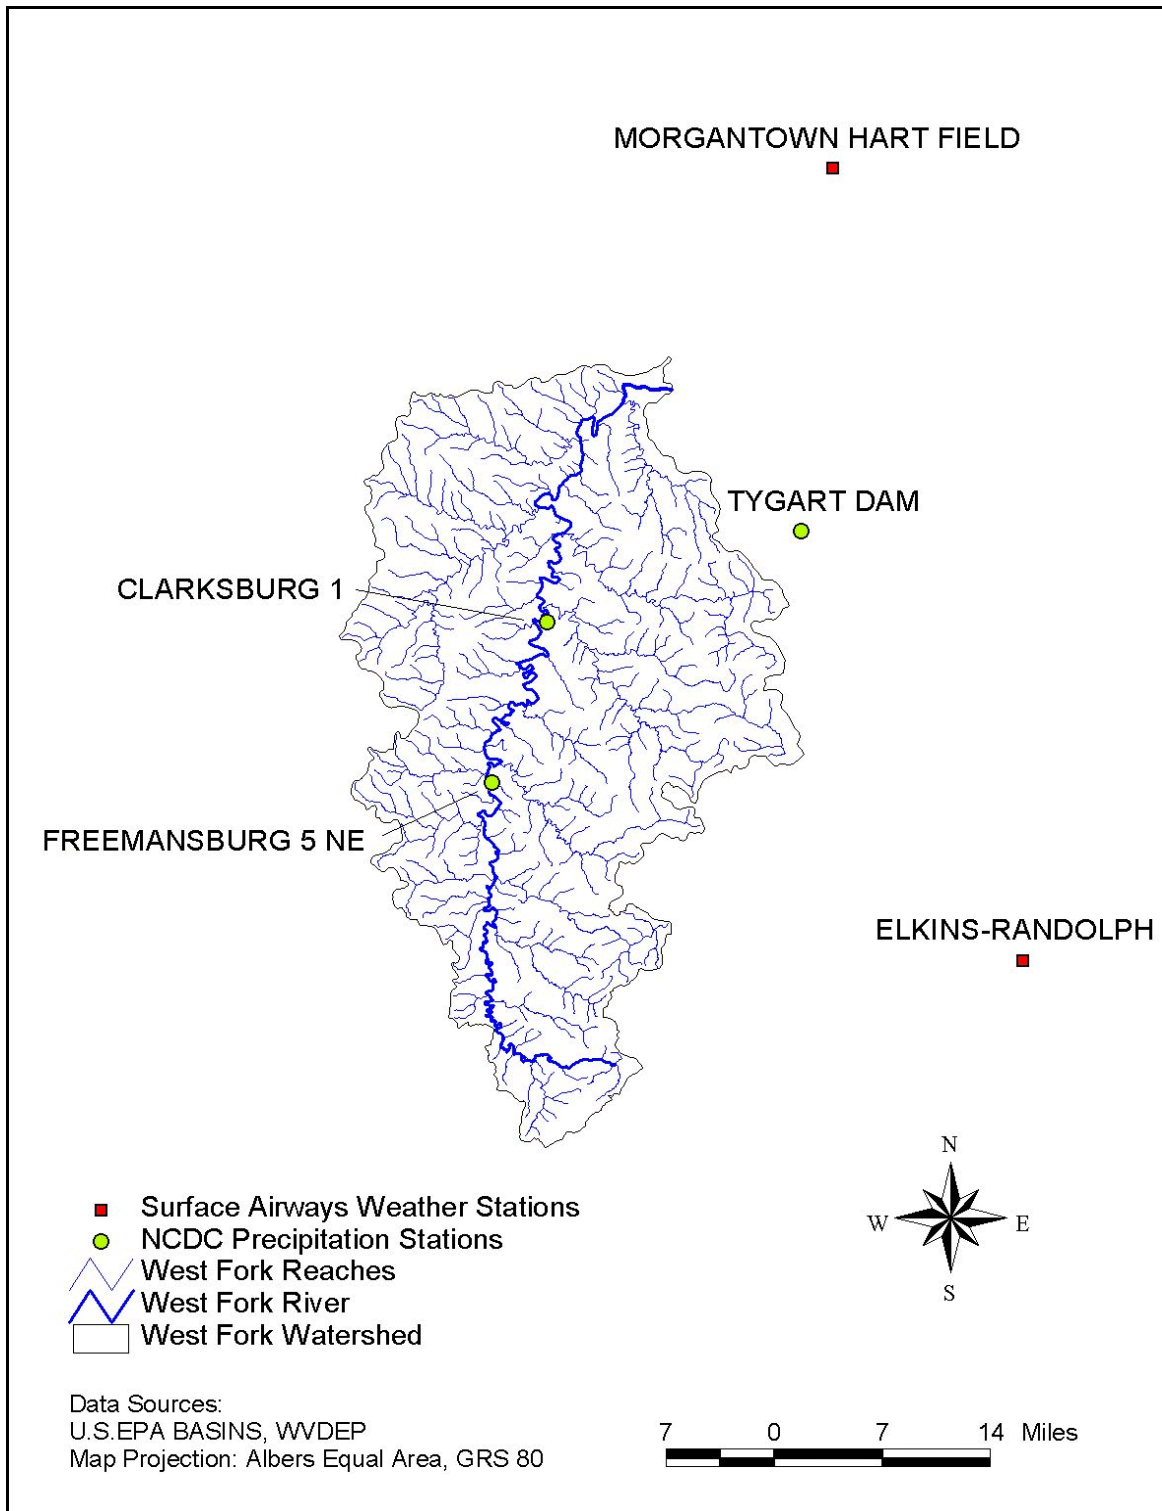 MORGANTOWN HART FIELD
TYGART DAM
CLARKSBURG 1
FREEMANSBURG 5 NE
ELKINS-RANDOLPH
N
W
E
S
Surface Airways Weather Stations
NCDC Precipitation Stations
West Fork Reaches
West Fork River
West Fork Watershed
Data Sources:
U.S.EPA BASINS, WVDEP
Map Projection: Albers Equal Area, GRS 80
7 0 7 14 Miles